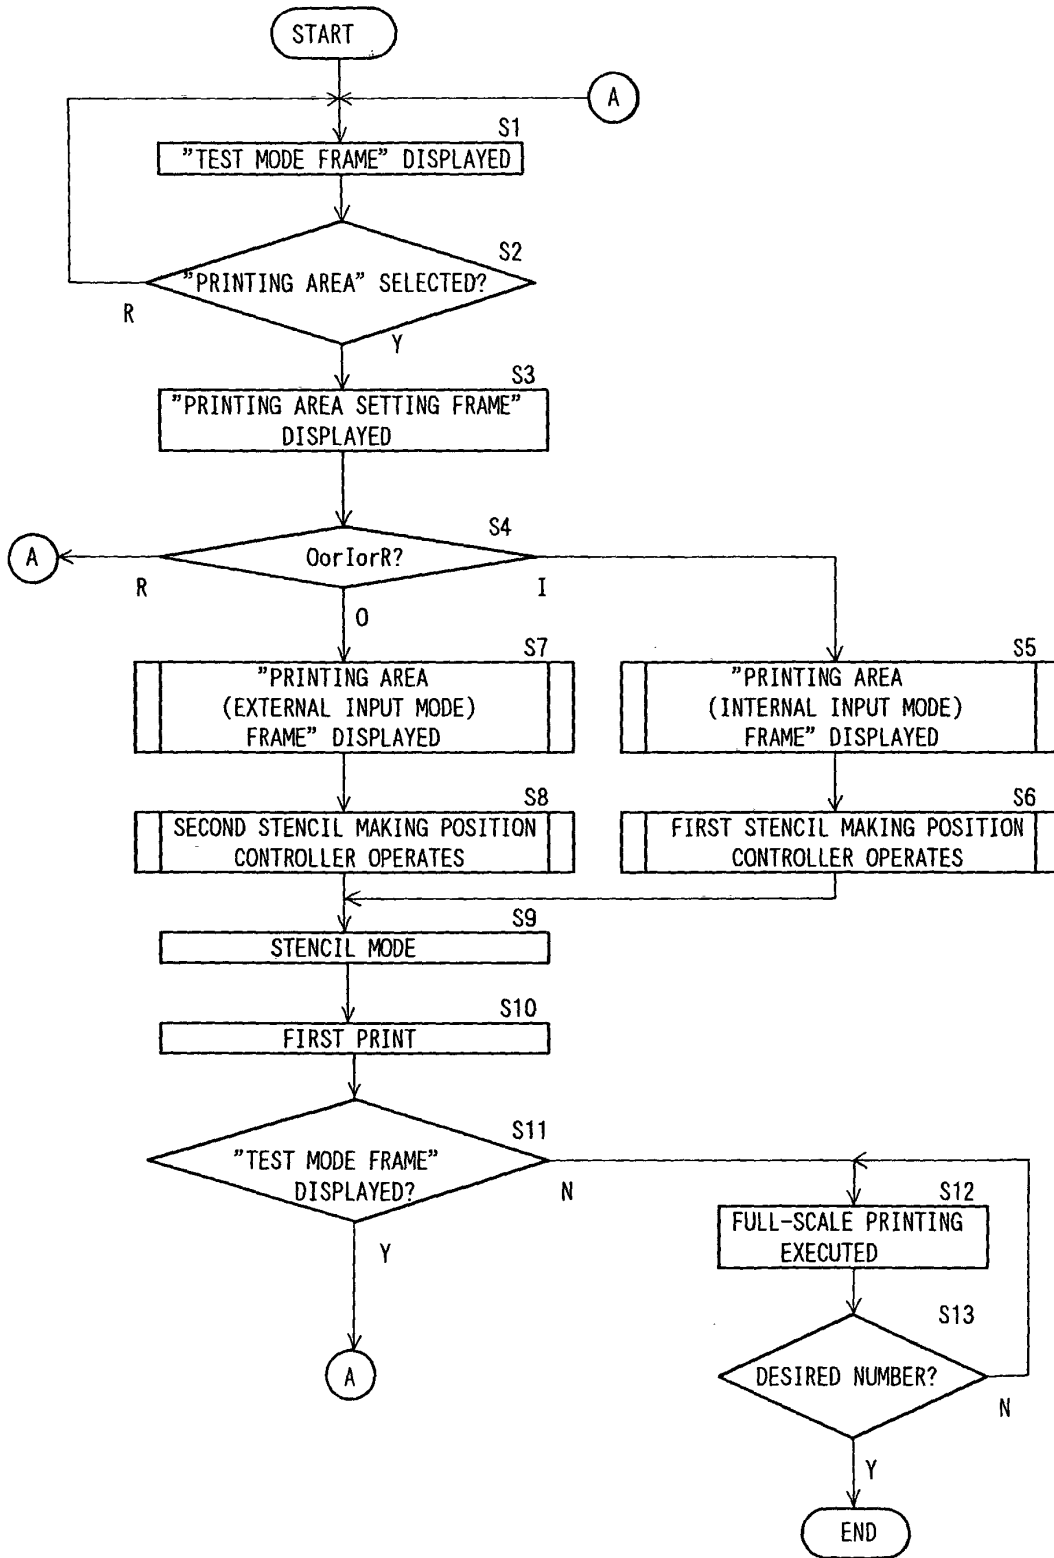 START
A
S1
"TEST MODE FRAME" DISPLAYED
S2
"PRINTING AREA" SELECTED?
R
Y
S3
"PRINTING AREA SETTING FRAME"
DISPLAYED
S4
A
OorIorR?
R
I
O
S7
"PRINTING AREA
(EXTERNAL INPUT MODE)
FRAME" DISPLAYED
S5
"PRINTING AREA
(INTERNAL INPUT MODE)
FRAME" DISPLAYED
S8
SECOND STENCIL MAKING POSITION
CONTROLLER OPERATES
S6
FIRST STENCIL MAKING POSITION
CONTROLLER OPERATES
S9
STENCIL MODE
S10
FIRST PRINT
S11
"TEST MODE FRAME"
DISPLAYED?
N
Y
A
S12
FULL-SCALE PRINTING
EXECUTED
S13
DESIRED NUMBER?
N
Y
END